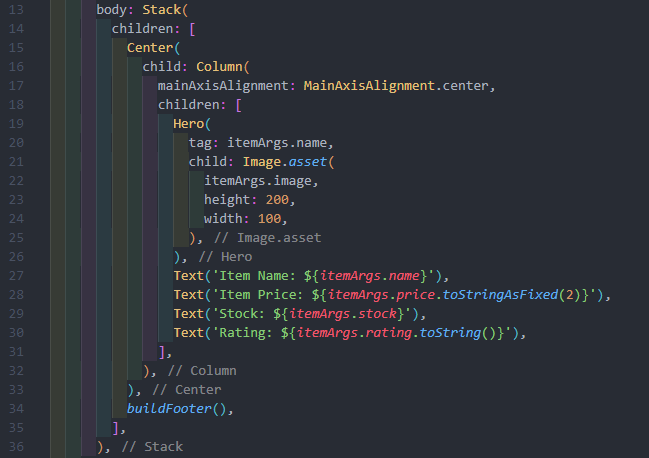 13 body: Stack(
14 children: [
15 Center(
16 child: Column(
17 mainAxisAlignment: MainAxisAlignment.center,
18 children: [
19 Hero(
20 tag: itemArgs.name,
21 child: Image.asset(
22 itemArgs.image,
23 height: 200,
24 width: 100,
25 ), // Image.asset
26 ), // Hero
27 Text('Item Name: ${itemArgs.name}'),
28 Text('Item Price: ${itemArgs.price.toStringAsFixed(2)}'),
29 Text('Stock: ${itemArgs.stock}'),
30 Text('Rating: ${itemArgs.rating.toString()}'),
31 ],
32 ), // Column
33 ), // Center
34 buildFooter(),
35 ],
36 ), // Stack